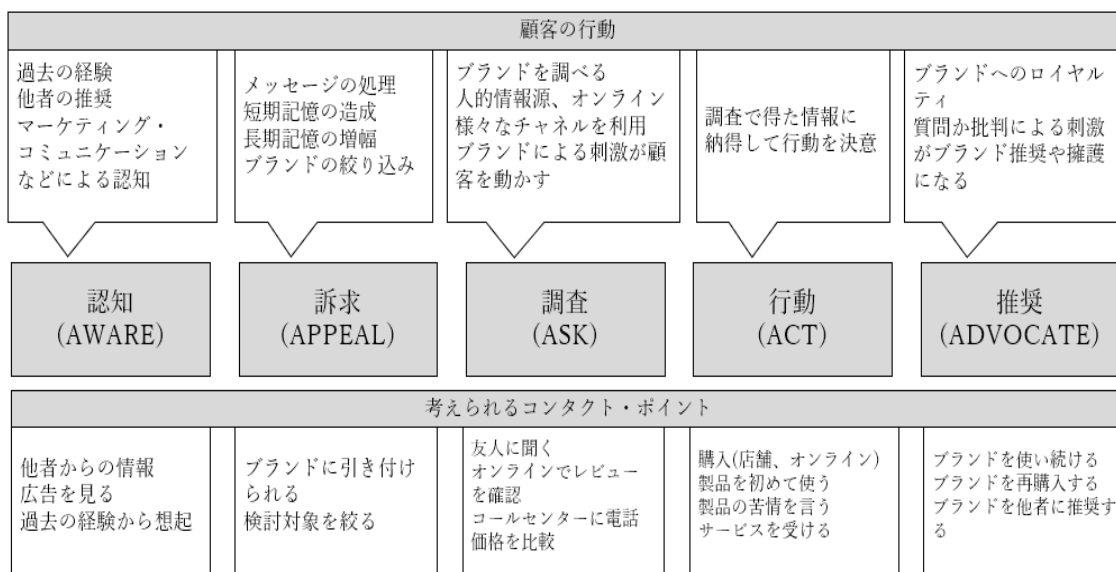 顧客の行動
過去の経験
他者の推奨
マーケティング・
コミュニケーション
などによる認知
メッセージの処理
短期記憶の造成
長期記憶の増幅
ブランドの絞り込み
ブランドを調べる
人的情報源、オンライン
様々なチャネルを利用
ブランドによる刺激が顧
客を動かす
調査で得た情報に
納得して行動を決意
ブランドへのロイヤル
ティ
質問か批判による刺激
がブランド推奨や擁護
になる
認知
(AWARE)
訴求
(APPEAL)
調査
(ASK)
行動
(ACT)
推奨
(ADVOCATE)
考えられるコンタクト・ポイント
他者からの情報
広告を見る
過去の経験から想起
ブランドに引き付け
られる
検討対象を絞る
友人に聞く
オンラインでレビュー
を確認
コールセンターに電話
価格を比較
購入(店舗、オンライン)
製品を初めて使う
製品の苦情を言う
サービスを受ける
ブランドを使い続ける
ブランドを再購入する
ブランドを他者に推奨す
る